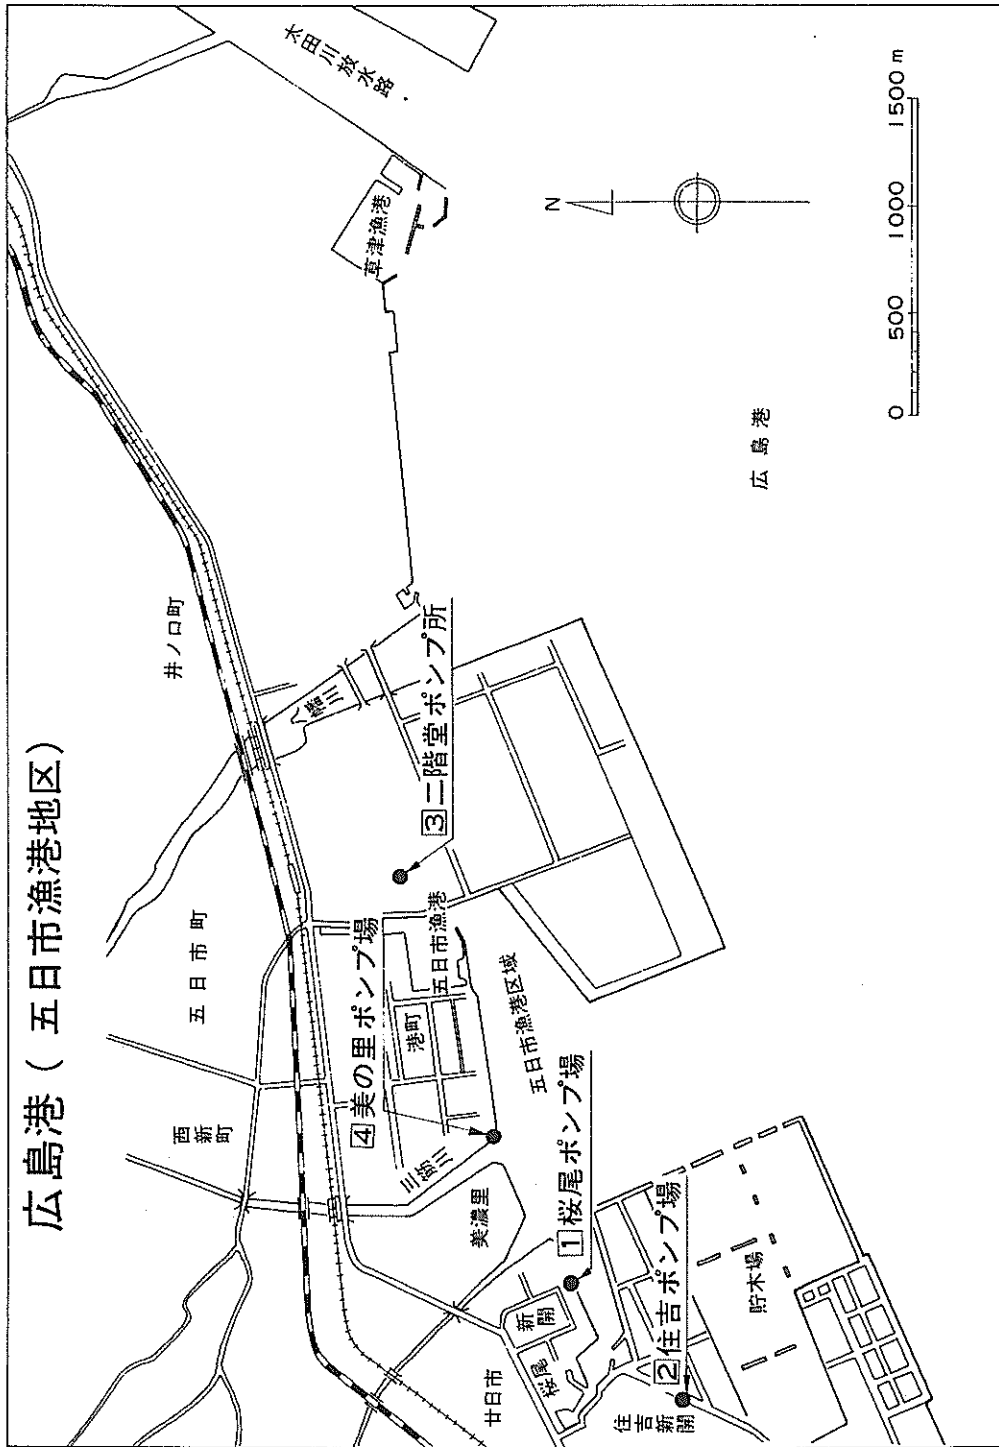 広島港（五日市漁港地区）
太田川放水路
草津漁港
N
井ノ口町
八幡川
五日市町
西新町
③二階堂ポンプ所
④美の里ポンプ場
五日市漁港
港町
三筋川
五日市漁港区域
美濃里
①桜尾ポンプ場
新開
桜尾
廿日市
②住吉ポンプ場
住吉新開
貯木場
広島港
0 500 1000 1500m